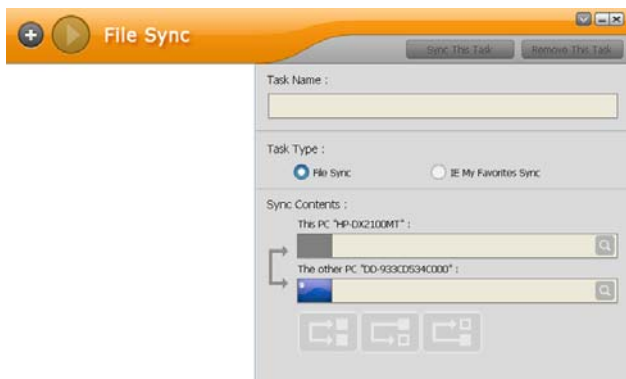 File Sync
Sync This Task Remove This Task
Task Name :
Task Type :
File Sync IE My Favorites Sync
Sync Contents :
This PC "HP-DX2100MT" :
The other PC "DD-933CD534C000" :